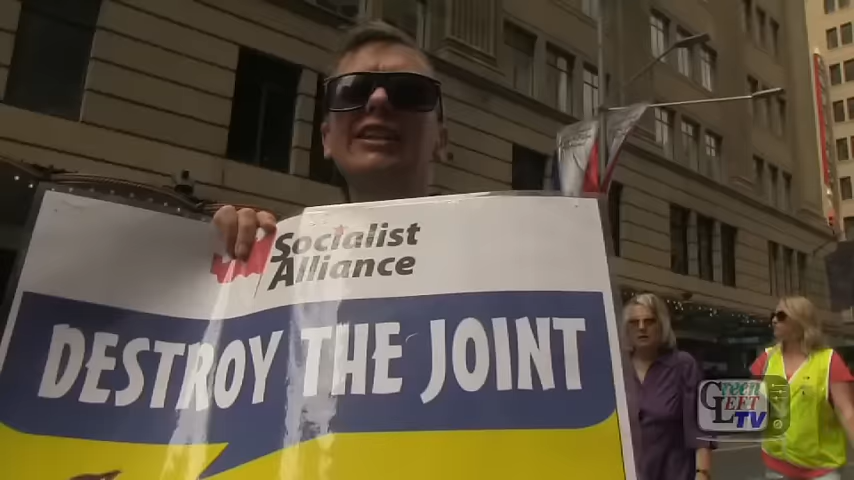 Socialist
Alliance
DESTROY THE JOINT
GREEN
LEFT
TV